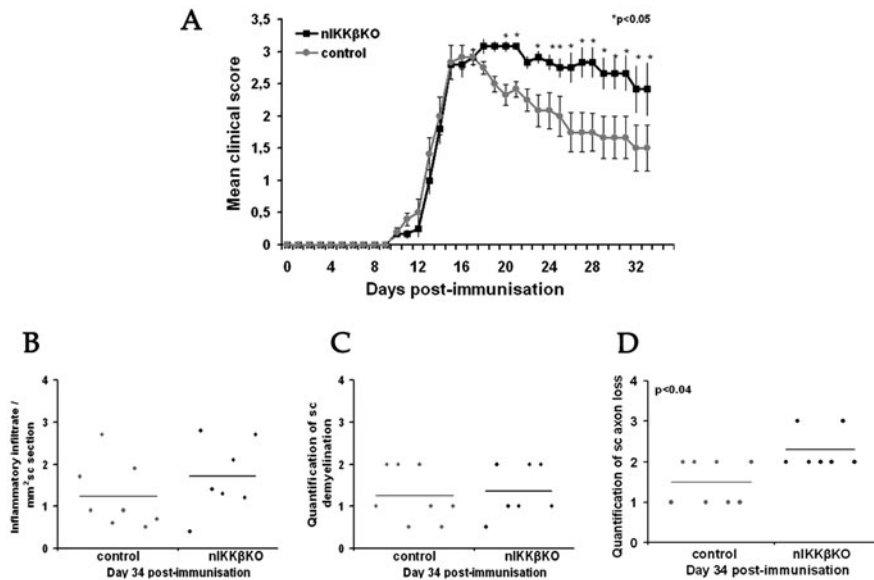 A
*p<0.05
nIKKβKO
control
Mean clinical score
3,5
3
2,5
2
1,5
1
0,5
0
* * * * ** * * * * * * * *
0 4 8 12 16 20 24 28 32
Days post-immunisation
B
Inflammatory infiltrate /
mm²sc section
4
3
2
1
0
control nIKKβKO
Day 34 post-immunisation
C
Quantification of sc
demyelination
4
3
2
1
0
control nIKKβKO
Day 34 post-immunisation
D
p<0.04
Quantification of sc axon loss
4
3
2
1
0
control nIKKβKO
Day 34 post-immunisation